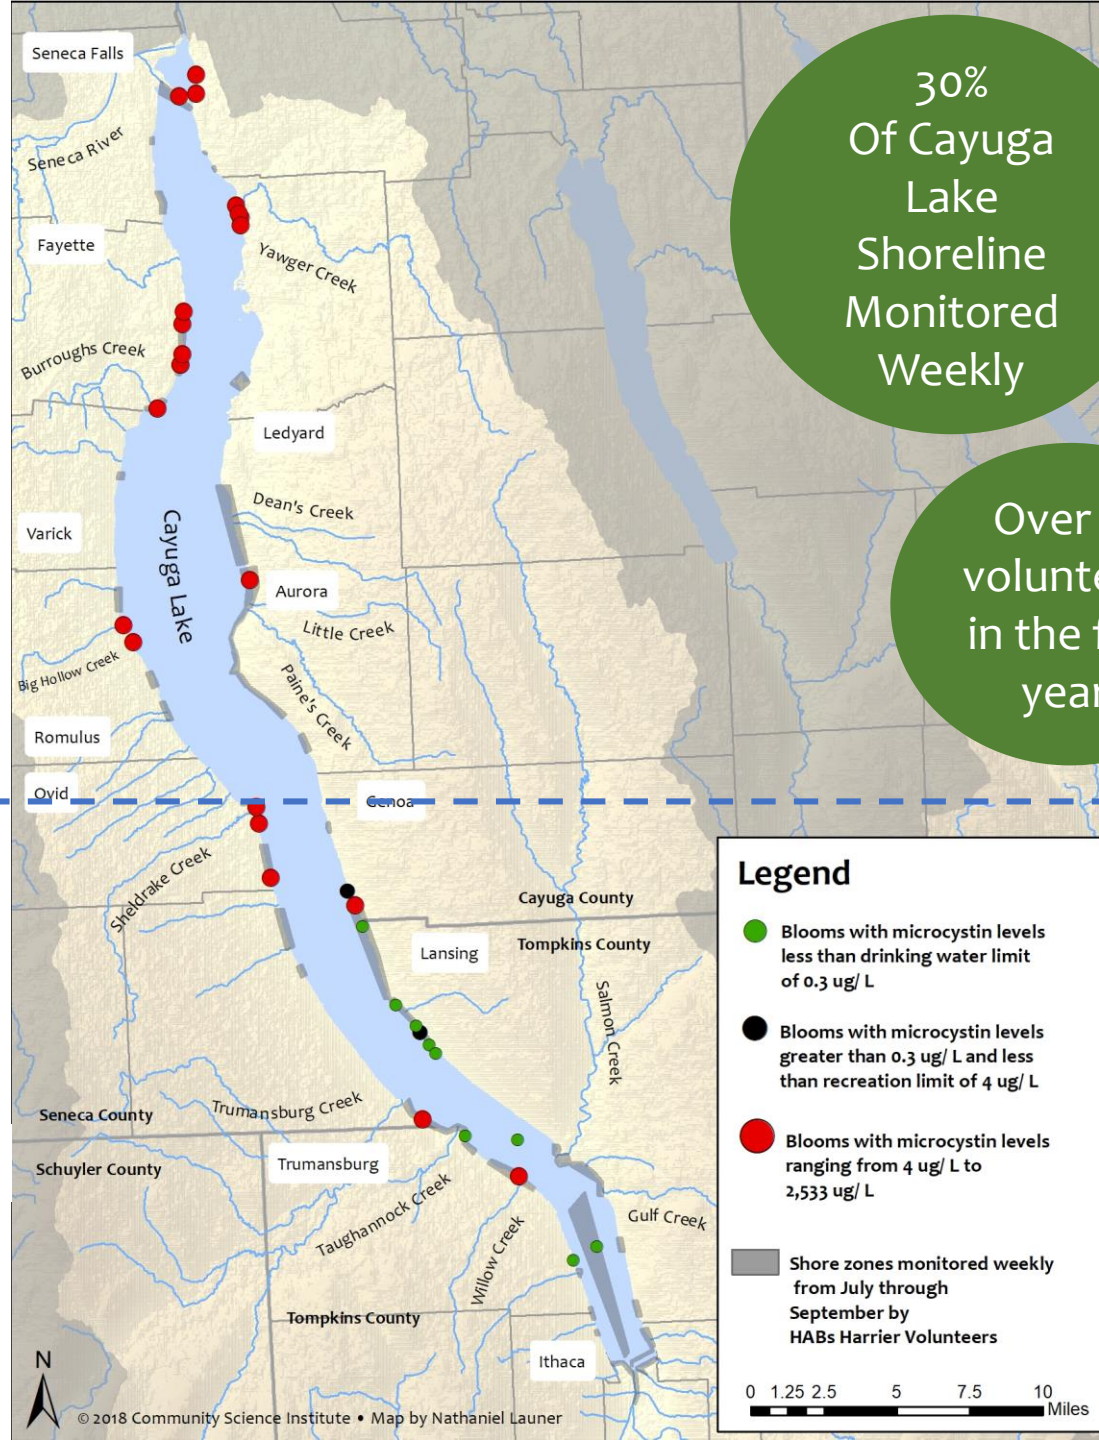 Seneca Falls
Seneca River
Fayette
Yawger Creek
Burroughs Creek
Ledyard
Dean's Creek
Varick
Cayuga Lake
Aurora
Little Creek
Big Hollow Creek
Paine's Creek
Romulus
Ovid
Genoa
Sheldrake Creek
Cayuga County
Tompkins County
Lansing
Salmon Creek
Seneca County
Trumansburg Creek
Schuyler County
Trumansburg
Taughannock Creek
Willow Creek
Gulf Creek
Tompkins County
Ithaca
N
© 2018 Community Science Institute • Map by Nathaniel Launer
30%
Of Cayuga
Lake
Shoreline
Monitored
Weekly
Over
in the
year
Legend
Blooms with microcystin levels
less than drinking water limit
of 0.3 ug/ L
Blooms with microcystin levels
greater than 0.3 ug/ L and less
than recreation limit of 4 ug/ L
Blooms with microcystin levels
ranging from 4 ug/ L to
2,533 ug/ L
Shore zones monitored weekly
from July through
September by
HABs Harrier Volunteers
0 1.25 2.5 5 7.5 10
Miles